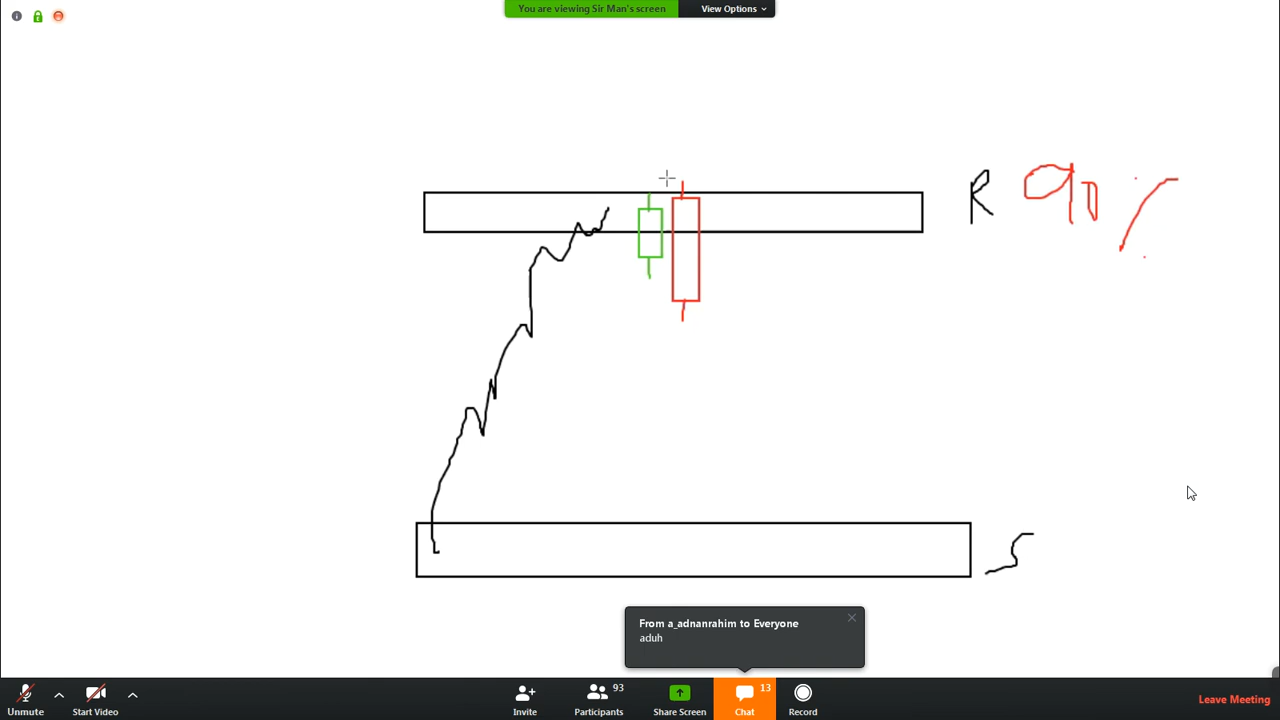 You are viewing Sir Man's screen
View Options
R 90 %
S
From a_adnanrahim to Everyone
aduh
Unmute
Start Video
Invite
93
Participants
Share Screen
13
Chat
Record
Leave Meeting